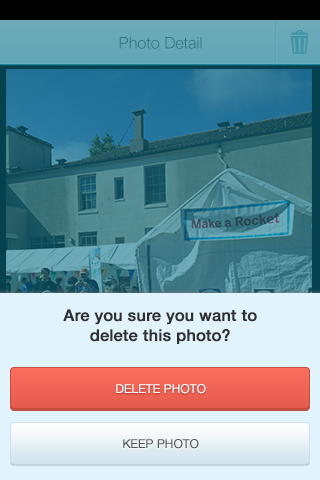 Photo Detail
Make a Rocket
Are you sure you want to
delete this photo?
DELETE PHOTO
KEEP PHOTO